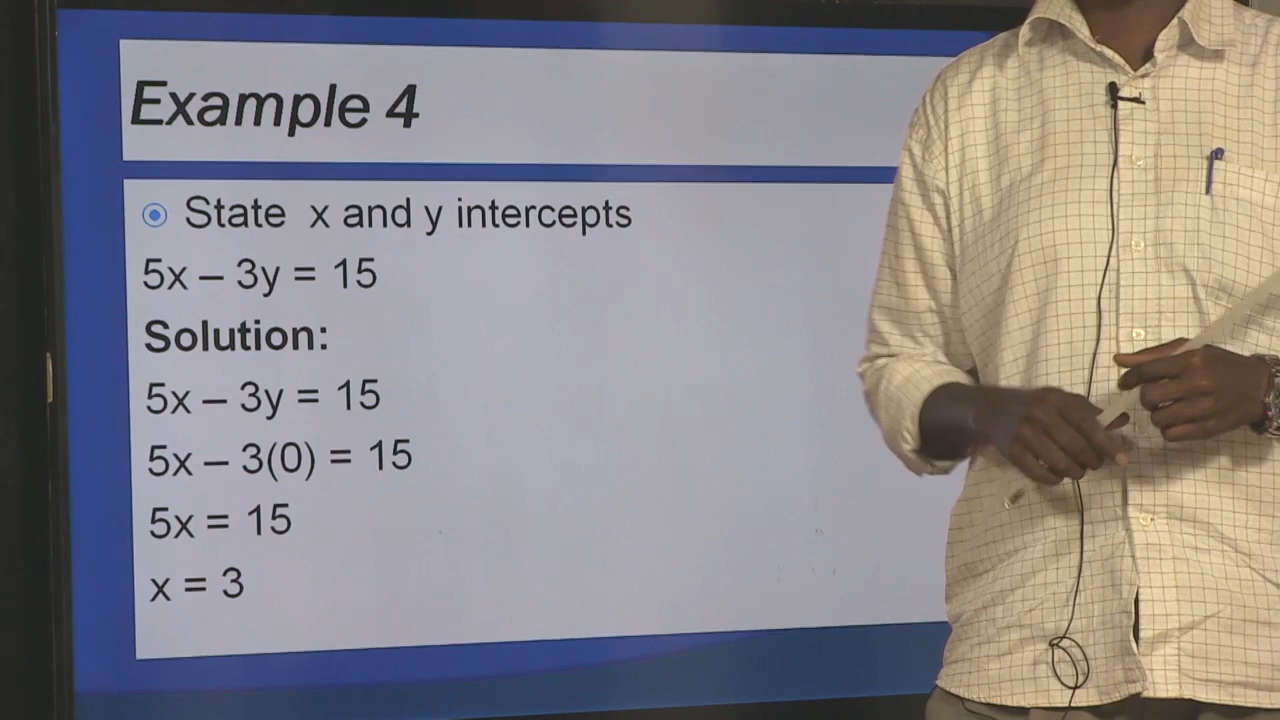 Example 4
State x and y intercepts
5x – 3y = 15
Solution:
5x – 3y = 15
5x – 3(0) = 15
5x = 15
x = 3